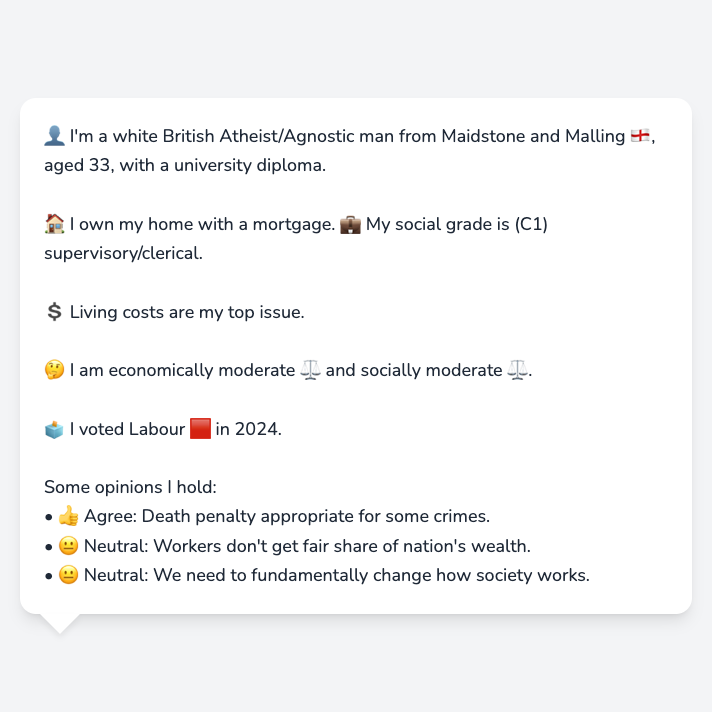 👤 I'm a white British Atheist/Agnostic man from Maidstone and Malling 🏴󠁧󠁢󠁥󠁮󠁧󠁿,
aged 33, with a university diploma.
🏠 I own my home with a mortgage. 💼 My social grade is (C1)
supervisory/clerical.
💲 Living costs are my top issue.
🤔 I am economically moderate ⚖️ and socially moderate ⚖️.
🗳️ I voted Labour 🟥 in 2024.
Some opinions I hold:
• 👍 Agree: Death penalty appropriate for some crimes.
• 😐 Neutral: Workers don't get fair share of nation's wealth.
• 😐 Neutral: We need to fundamentally change how society works.